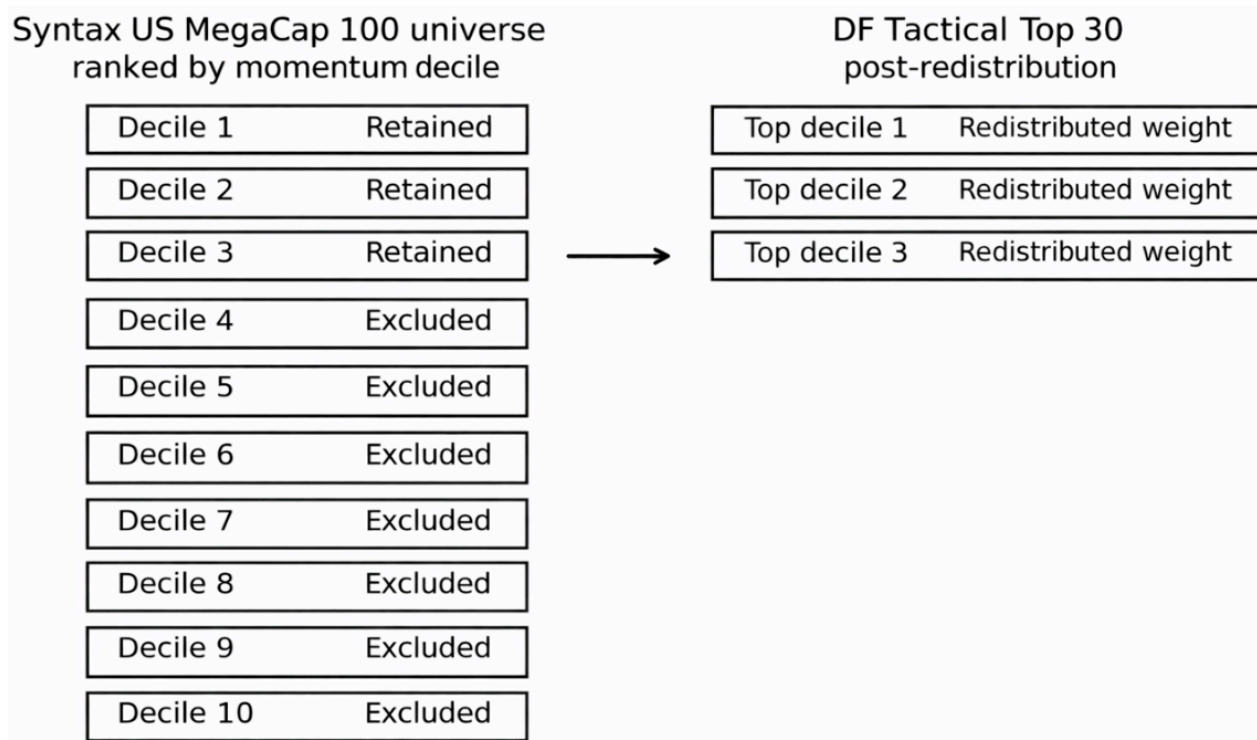 Syntax US MegaCap 100 universe
ranked by momentum decile
Decile 1 Retained
Decile 2 Retained
Decile 3 Retained
Decile 4 Excluded
Decile 5 Excluded
Decile 6 Excluded
Decile 7 Excluded
Decile 8 Excluded
Decile 9 Excluded
Decile 10 Excluded
DF Tactical Top 30
post-redistribution
Top decile 1 Redistributed weight
Top decile 2 Redistributed weight
Top decile 3 Redistributed weight